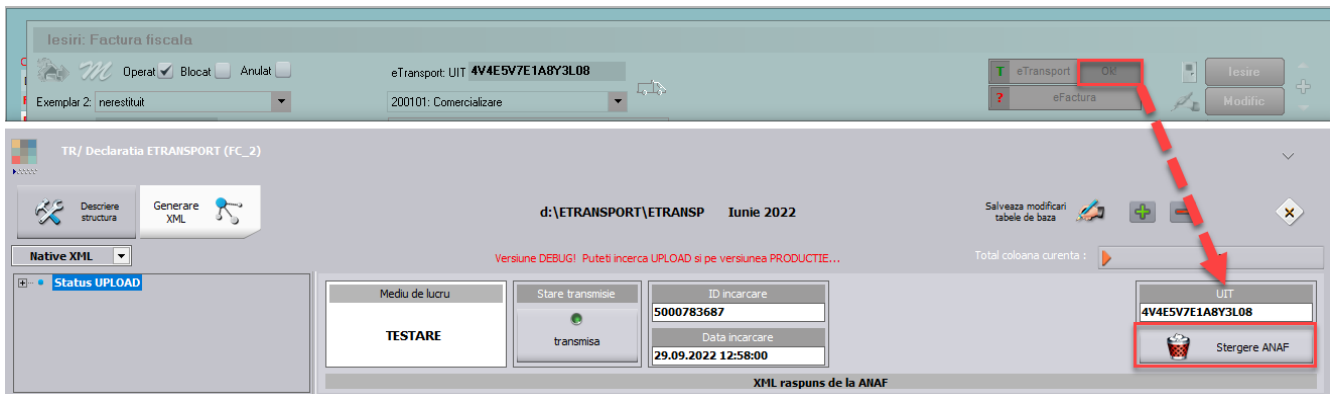 Iesiri: Factura fiscala
Operat Blocat Anulat
eTransport: UIT 4V4E5V7E1A8Y3L08
T eTransport Ok!
Iesire
Exemplar 2: nerestituit
200101: Comercializare
? eFactura
Modific
TR/ Declaratia ETRANSPORT (FC_2)
Descriere structura
Generare XML
d:\ETRANSPORT\ETRANSP Iunie 2022
Salveaza modificari tabele de baza
Native XML
Versiune DEBUG! Puteti incerca UPLOAD si pe versiunea PRODUCTIE...
Total coloana curenta :
Status UPLOAD
Mediu de lucru
TESTARE
Stare transmisie
transmisa
ID incarcare
5000783687
Data incarcare
29.09.2022 12:58:00
UIT
4V4E5V7E1A8Y3L08
Stergere ANAF
XML raspuns de la ANAF